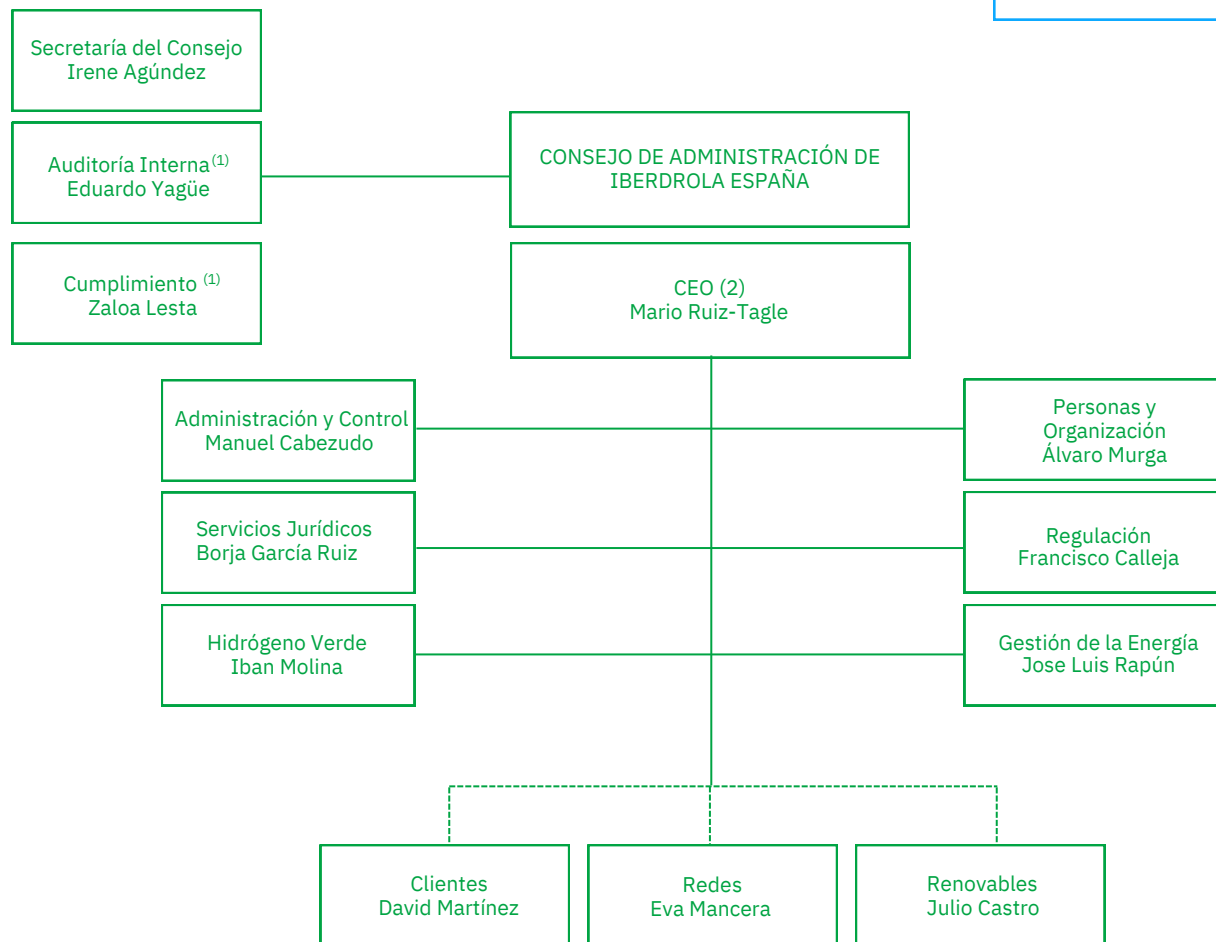 Secretaría del Consejo
Irene Agúndez
Auditoría Interna(1)
Eduardo Yagüe
CONSEJO DE ADMINISTRACIÓN DE
IBERDROLA ESPAÑA
Cumplimiento (1)
Zaloa Lesta
CEO (2)
Mario Ruiz-Tagle
Administración y Control
Manuel Cabezudo
Personas y
Organización
Álvaro Murga
Servicios Jurídicos
Borja García Ruiz
Regulación
Francisco Calleja
Hidrógeno Verde
Iban Molina
Gestión de la Energía
Jose Luis Rapún
Clientes
David Martínez
Redes
Eva Mancera
Renovables
Julio Castro